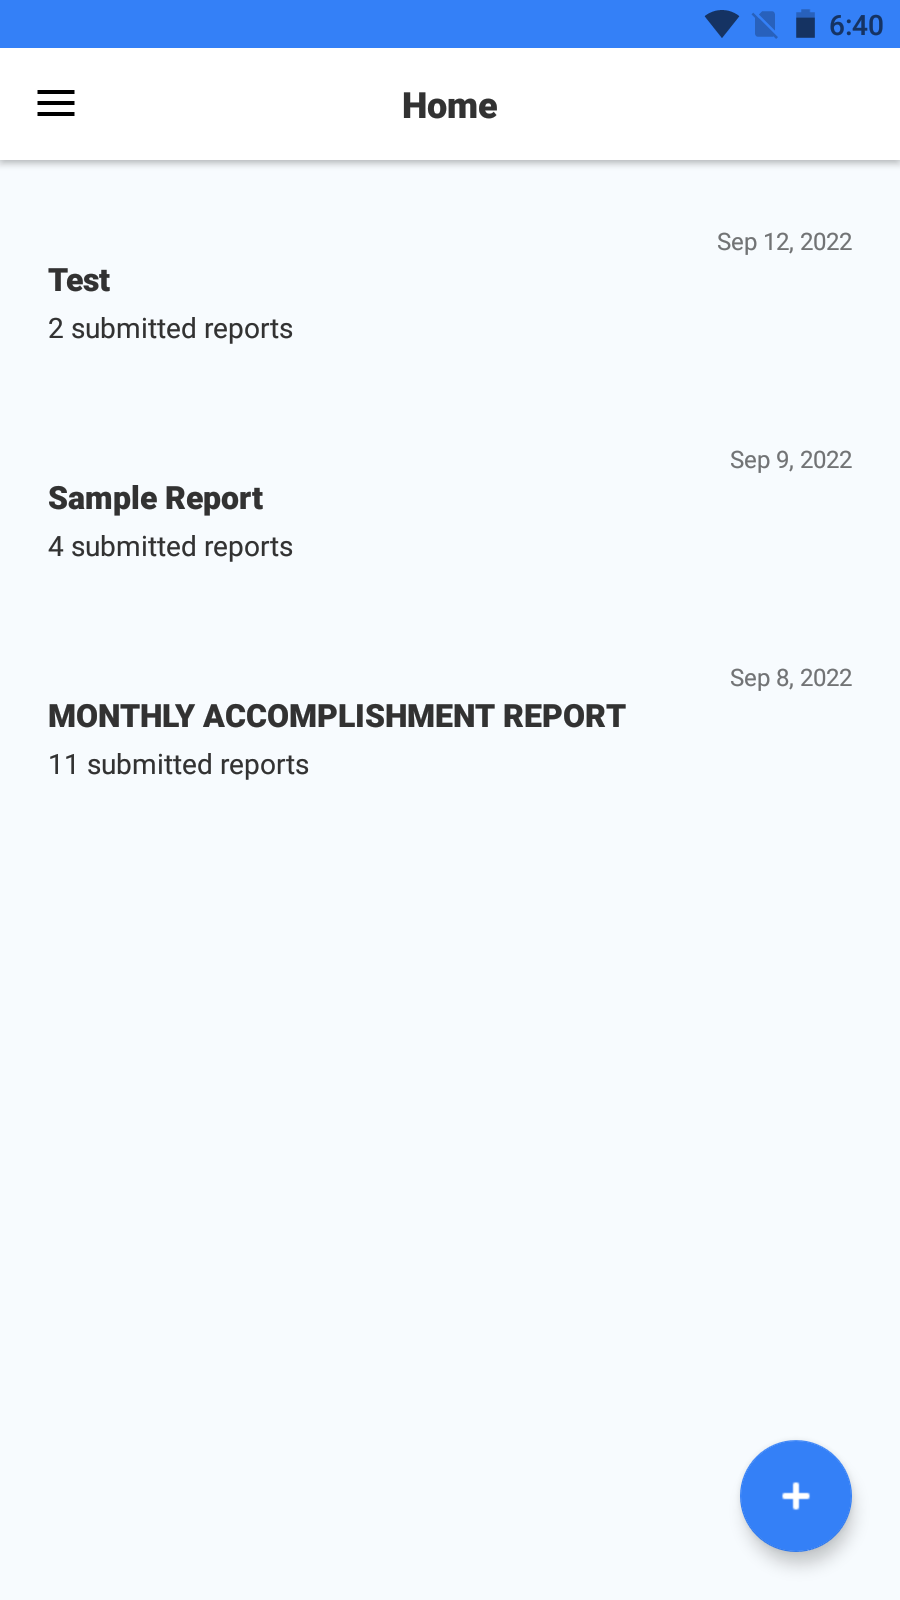 6:40
Home
Sep 12, 2022
Test
2 submitted reports
Sep 9, 2022
Sample Report
4 submitted reports
Sep 8, 2022
MONTHLY ACCOMPLISHMENT REPORT
11 submitted reports